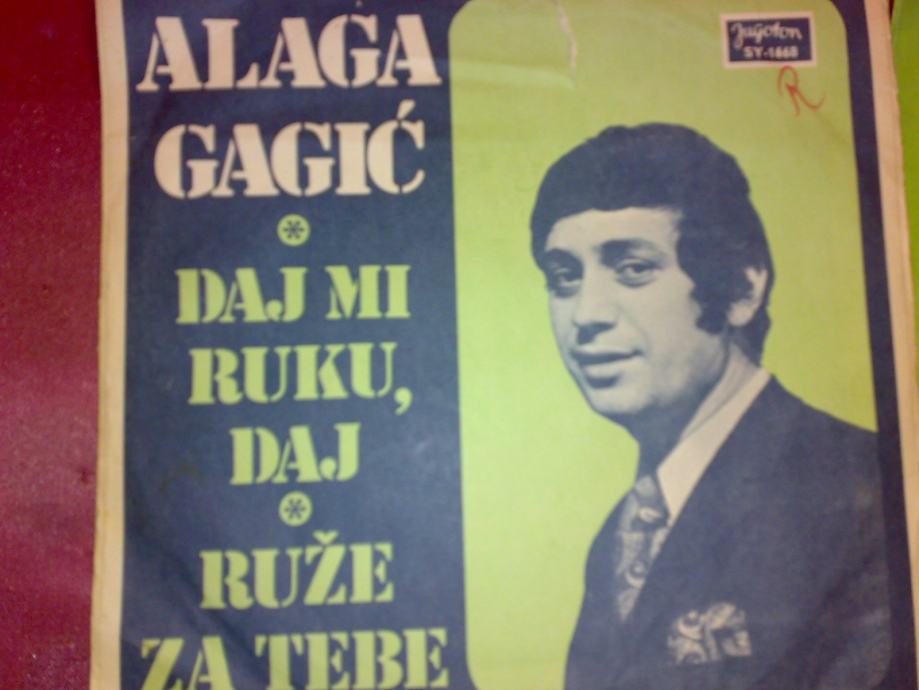 ALAGA
GAGIĆ
DAJ MI
RUKU,
DAJ
RUŽE
ZA TEBE
Jugoton
SY-1668
R